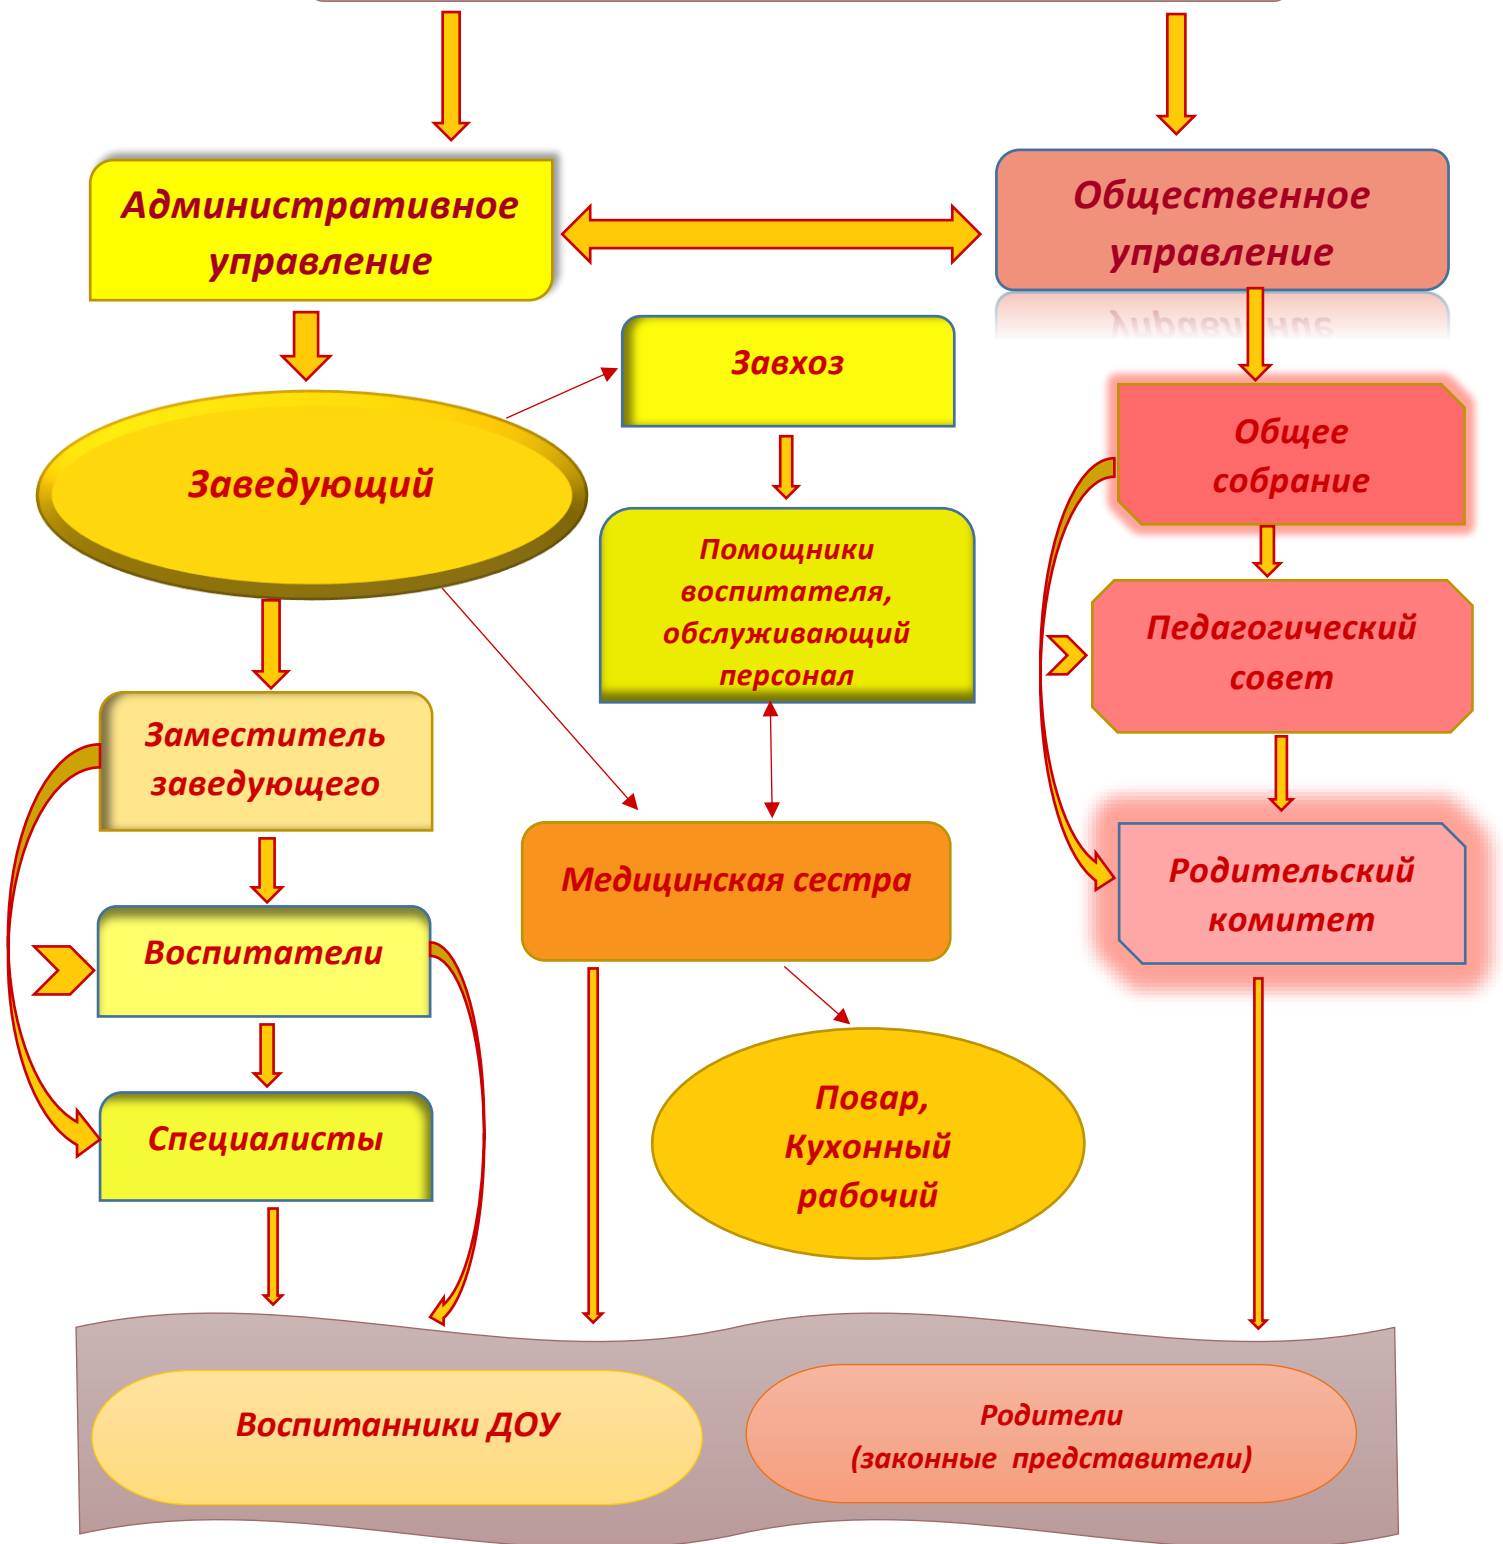 Административное
управление
Общественное
управление
Завхоз
Заведующий
Общее
собрание
Помощники
воспитателя,
обслуживающий
персонал
Педагогический
совет
Заместитель
заведующего
Медицинская сестра
Родительский
комитет
Воспитатели
Специалисты
Повар,
Кухонный
рабочий
Воспитанники ДОУ
Родители
(законные представители)